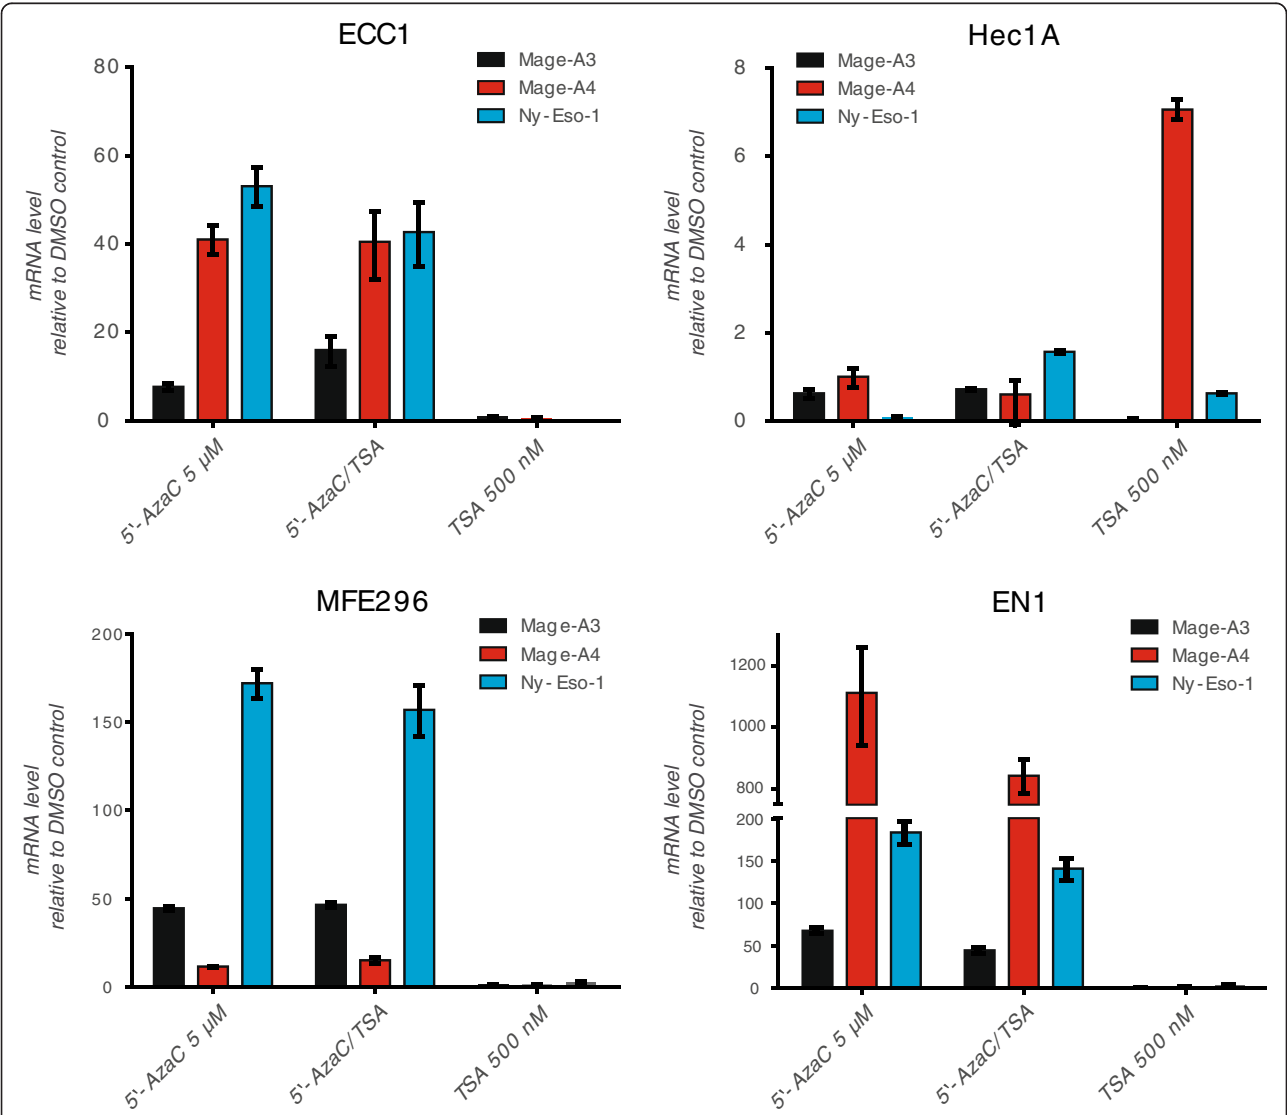 ECC1
Mage-A3
Mage-A4
Ny-Eso-1
mRNA level
relative to DMSO control
80
60
40
20
0
5'-AzaC 5 µM
5'-AzaC/TSA
TSA 500 nM
Hec1A
Mage-A3
Mage-A4
Ny-Eso-1
mRNA level
relative to DMSO control
8
6
4
2
0
5'-AzaC 5 µM
5'-AzaC/TSA
TSA 500 nM
MFE296
Mage-A3
Mage-A4
Ny-Eso-1
mRNA level
relative to DMSO control
200
150
100
50
0
5'-AzaC 5 µM
5'-AzaC/TSA
TSA 500 nM
EN1
Mage-A3
Mage-A4
Ny-Eso-1
mRNA level
relative to DMSO control
1200
1000
800
200
150
100
50
0
5'-AzaC 5 µM
5'-AzaC/TSA
TSA 500 nM